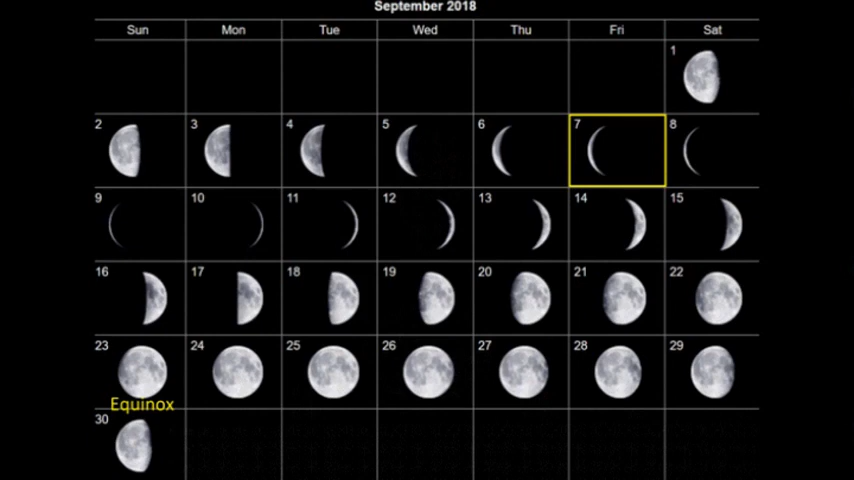 September 2018
Sun Mon Tue Wed Thu Fri Sat
1
2 3 4 5 6 7 8
9 10 11 12 13 14 15
16 17 18 19 20 21 22
23 24 25 26 27 28 29
Equinox
30